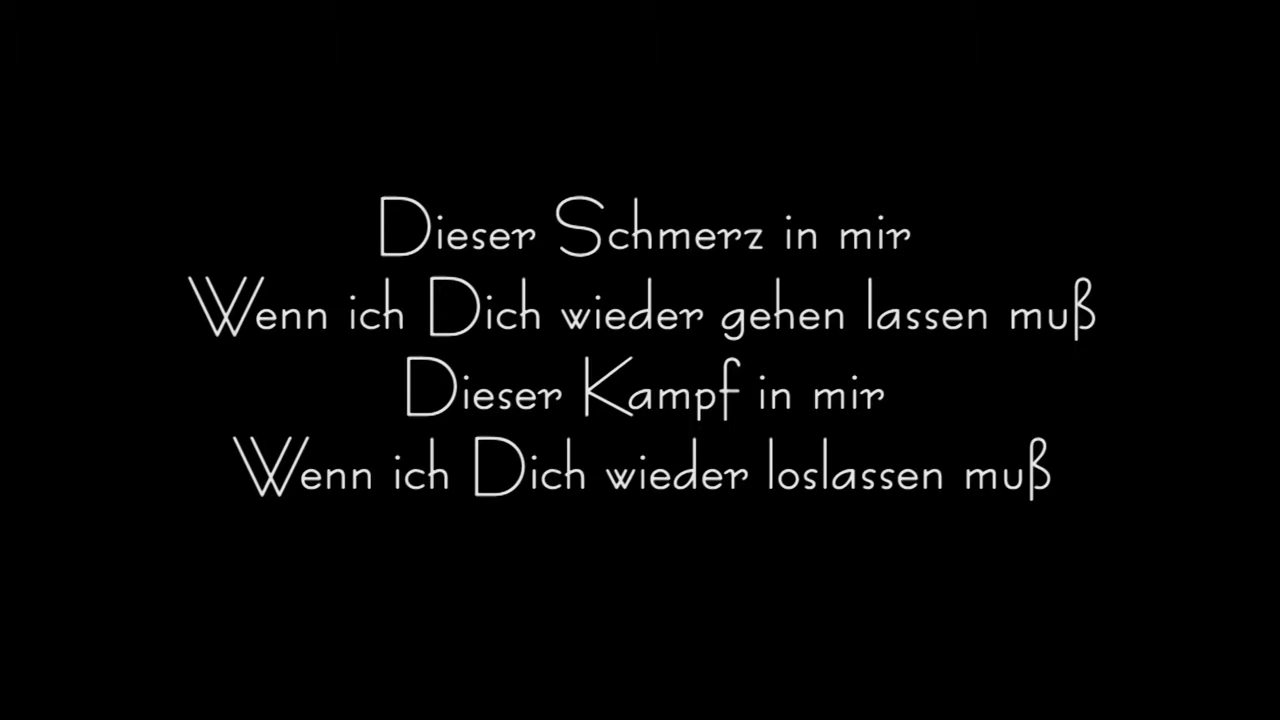 Dieser Schmerz in mir
Wenn ich Dich wieder gehen lassen muß
Dieser Kampf in mir
Wenn ich Dich wieder loslassen muß